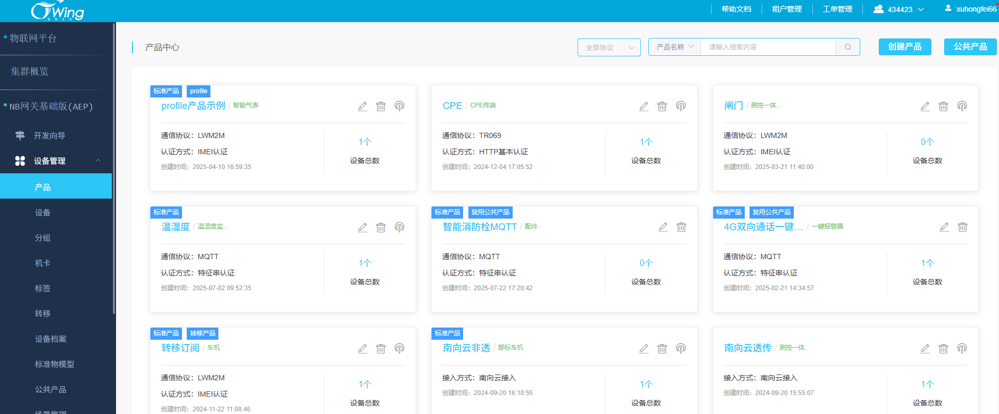 Wing
帮助文档
租户管理
工单管理
434423
xuhongfei66
物联网平台
集群概览
NB网关基础版(AEP)
开发向导
设备管理
产品
设备
分组
机卡
标签
转移
设备档案
标准物模型
公共产品
场景管理
产品中心
全部协议
产品名称
请输入搜索内容
创建产品
公共产品
标准产品
profile
profile产品示例 / 智能气表
通信协议：LWM2M
认证方式：IMEI认证
创建时间：2025-04-10 16:59:35
1个
设备总数
CPE / CPE终端
通信协议：TR069
认证方式：HTTP基本认证
创建时间：2024-12-04 17:05:52
1个
设备总数
闸门 / 测控一体...
通信协议：LWM2M
认证方式：IMEI认证
创建时间：2025-03-21 11:40:00
0个
设备总数
标准产品
温湿度 / 温湿度监...
通信协议：MQTT
认证方式：特征串认证
创建时间：2025-07-02 09:52:35
1个
设备总数
标准产品
复用公共产品
智能消防栓MQTT / 配件
通信协议：MQTT
认证方式：特征串认证
创建时间：2025-07-22 17:20:42
0个
设备总数
标准产品
复用公共产品
4G双向通话一键... / 一键报警器
通信协议：MQTT
认证方式：特征串认证
创建时间：2025-02-21 14:34:57
1个
设备总数
标准产品
转移产品
转移订阅 / 车机
通信协议：LWM2M
认证方式：IMEI认证
创建时间：2024-11-22 11:08:46
1个
设备总数
标准产品
南向云非透 / 部标车机
接入方式：南向云接入
创建时间：2024-09-20 16:10:55
1个
设备总数
南向云透传 / 测控一体...
接入方式：南向云接入
创建时间：2024-09-20 15:55:07
1个
设备总数